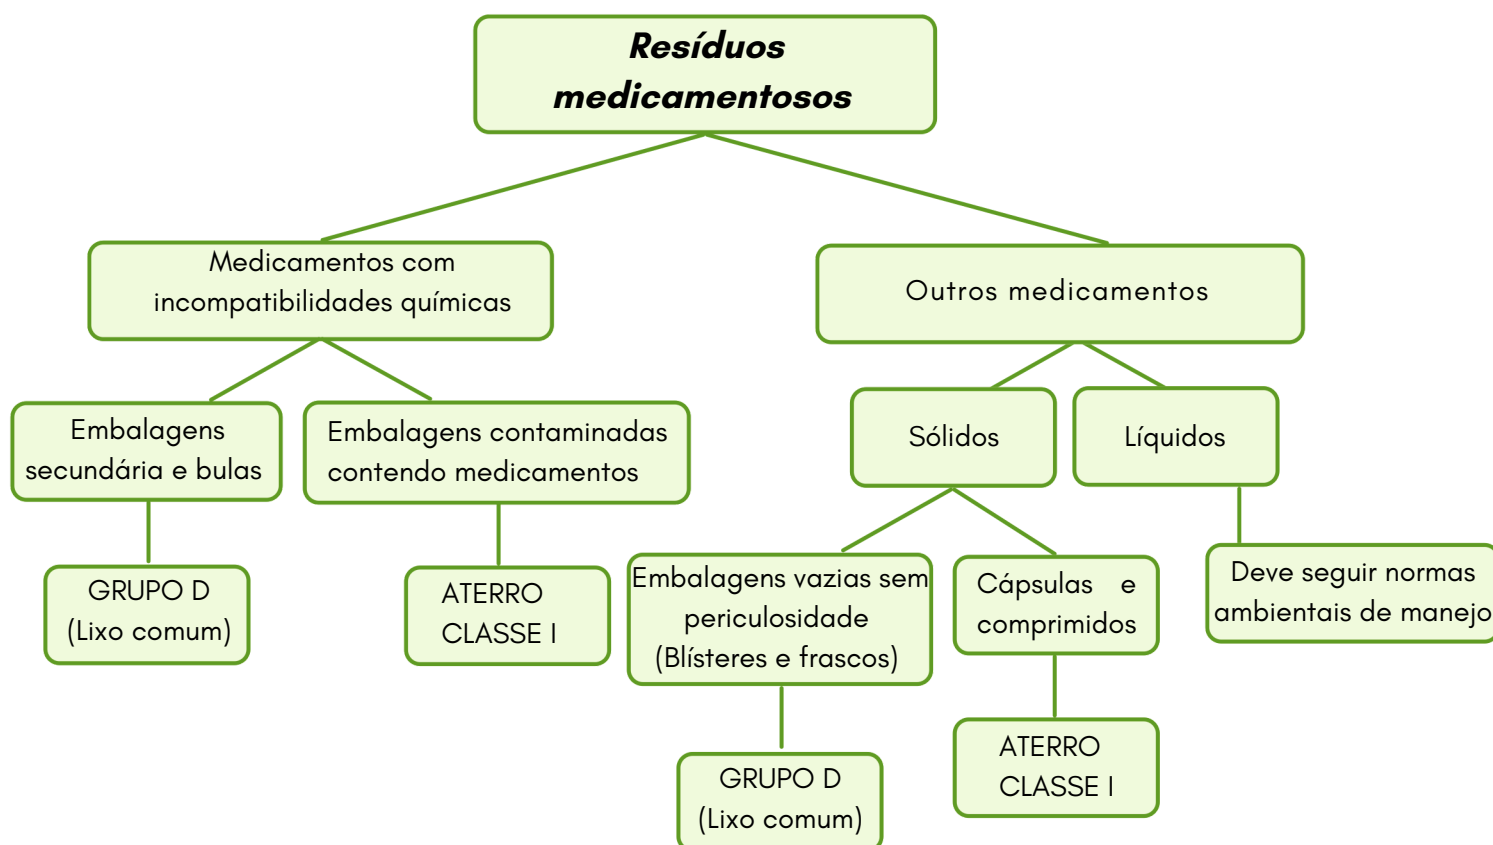 Resíduos
medicamentosos
Medicamentos com
incompatibilidades químicas
Outros medicamentos
Embalagens
secundária e bulas
Embalagens contaminadas
contendo medicamentos
Sólidos
Líquidos
GRUPO D
(Lixo comum)
ATERRO
CLASSE I
Embalagens vazias sem
periculosidade
(Blísteres e frascos)
Cápsulas e
comprimidos
Deve seguir normas
ambientais de manejo
GRUPO D
(Lixo comum)
ATERRO
CLASSE I